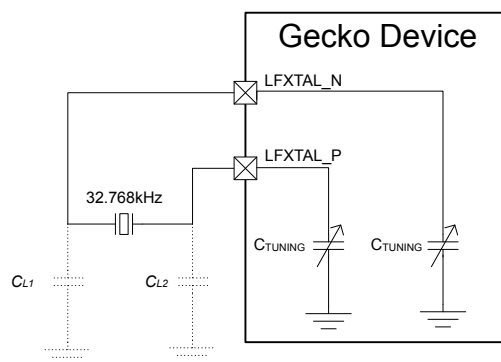 Gecko Device
LFXTAL_N
LFXTAL_P
32.768kHz
CTUNING
CTUNING
CL1
CL2